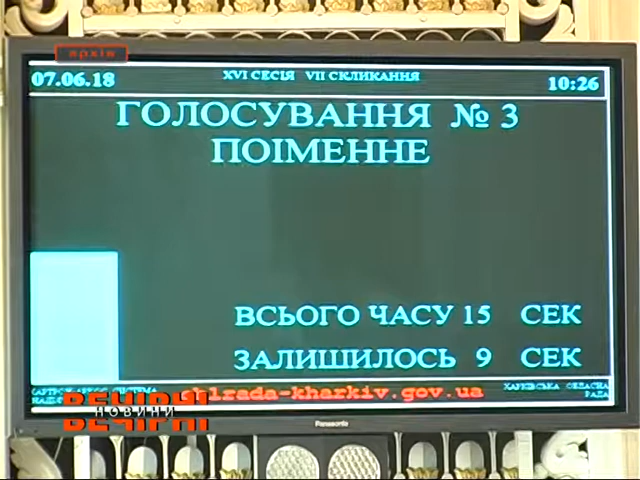 архів
07.06.18 XVI СЕСІЯ VII СКЛИКАННЯ 10:26
ГОЛОСУВАННЯ № 3
ПОІМЕННЕ
ВСЬОГО ЧАСУ 15 СЕК
ЗАЛИШИЛОСЬ 9 СЕК
СИСТЕМА oblrada-kharkiv.gov.ua ХАРКІВСЬКА ОБЛАСНА
РАДА
ВЕЧІРНІ
НОВИНИ
Panasonic